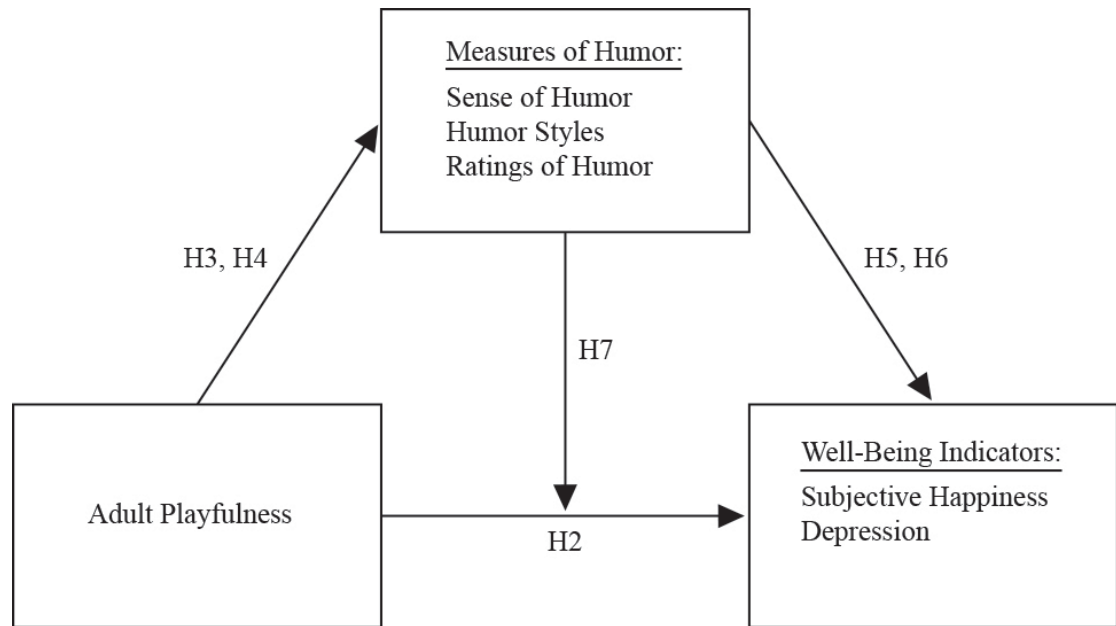 Measures of Humor:
Sense of Humor
Humor Styles
Ratings of Humor
H3, H4
H5, H6
H7
Adult Playfulness
H2
Well-Being Indicators:
Subjective Happiness
Depression